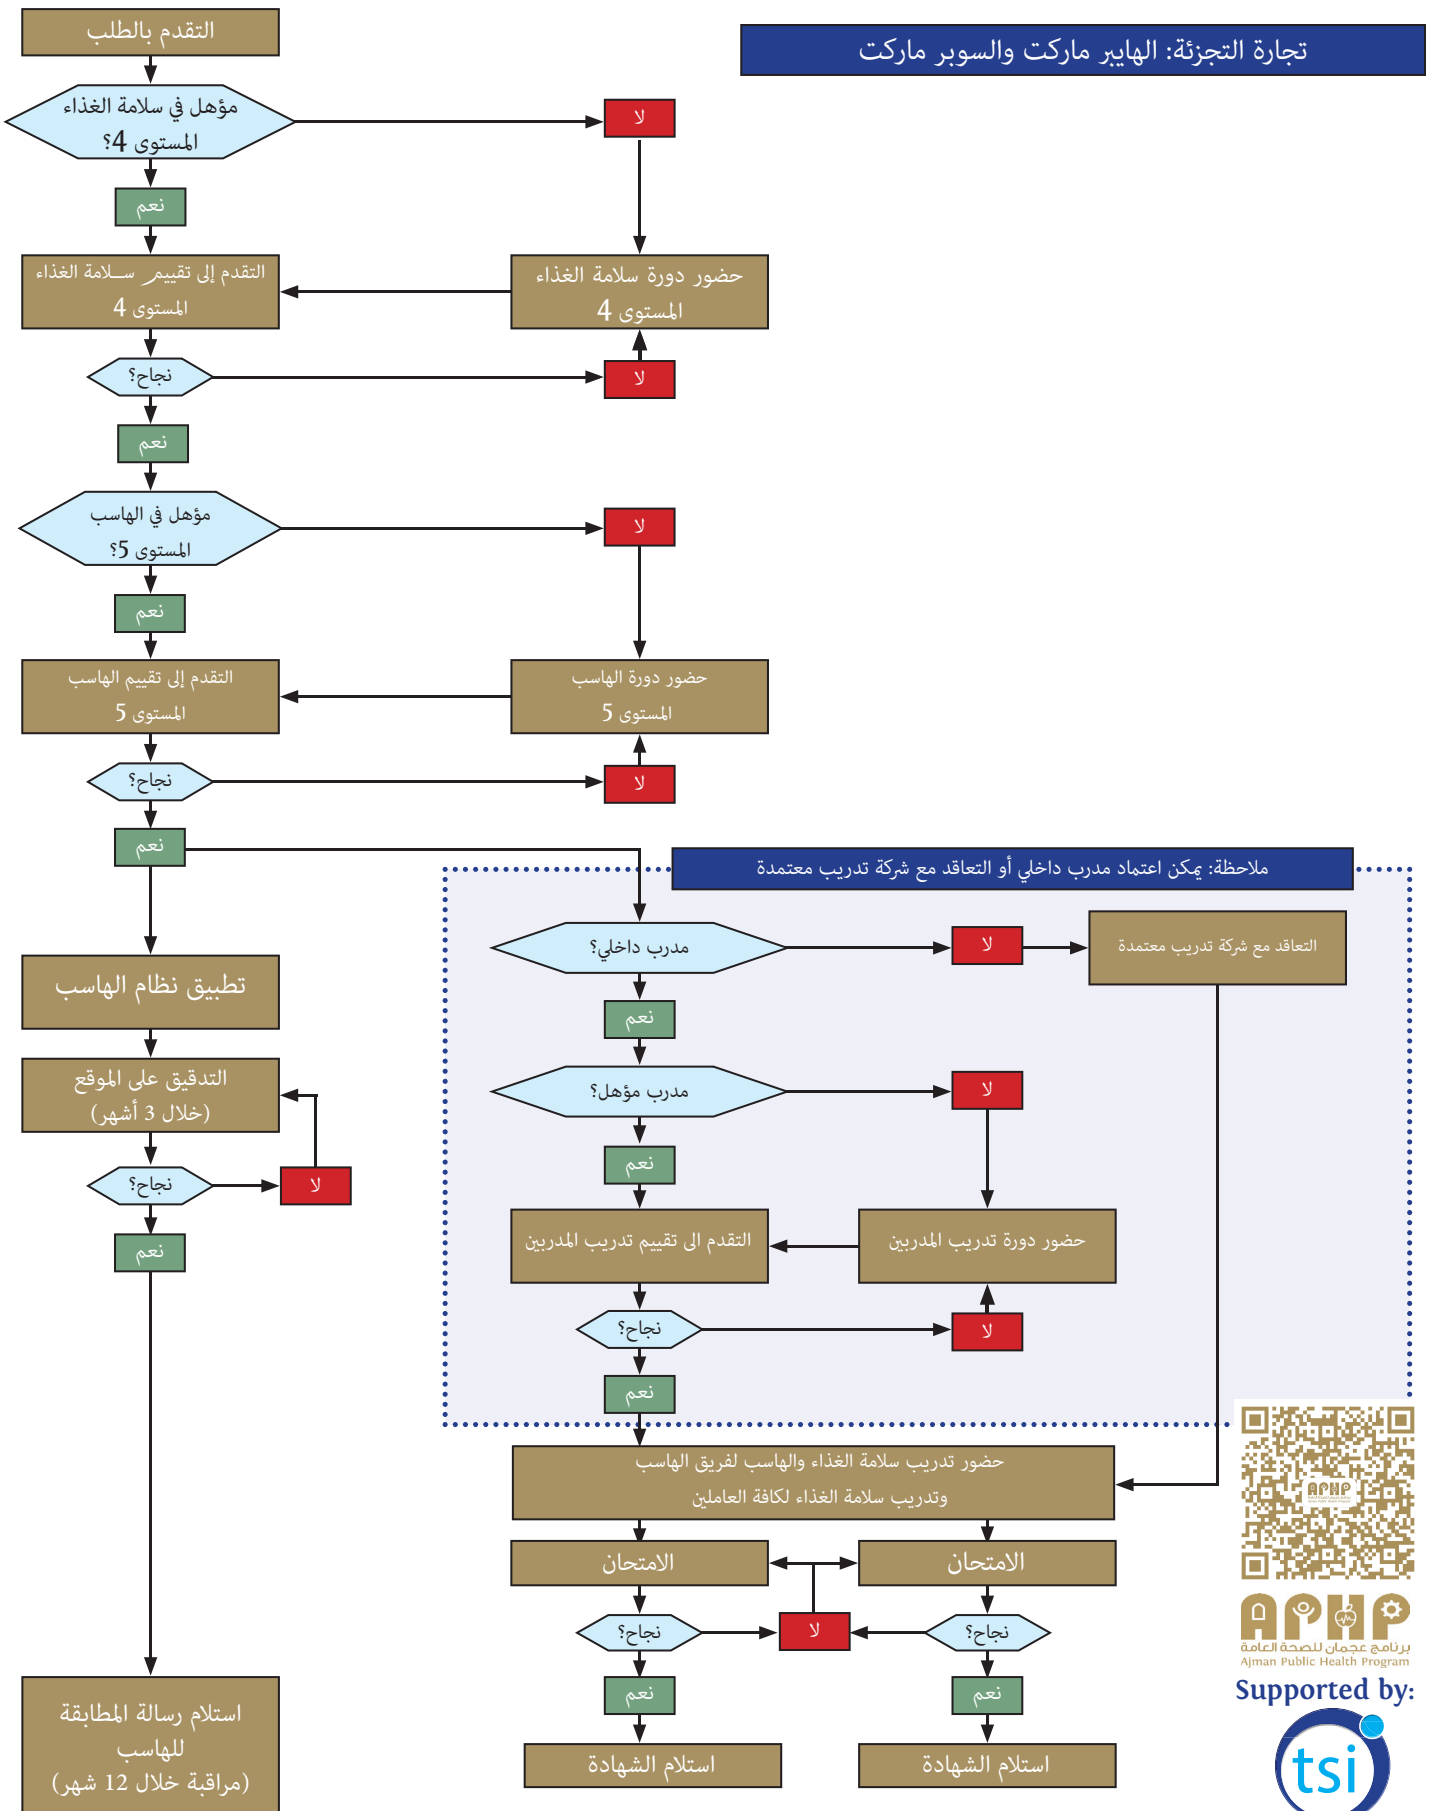 تجارة التجزئة: الهايبر ماركت والسوبر ماركت
التقدم بالطلب
مؤهل في سلامة الغذاء
المستوى 4؟
لا
نعم
التقدم إلى تقييم ســلامة الغذاء
المستوى 4
حضور دورة سلامة الغذاء
المستوى 4
نجاح؟
لا
نعم
مؤهل في الهاسب
المستوى 5؟
لا
نعم
التقدم إلى تقييم الهاسب
المستوى 5
حضور دورة الهاسب
المستوى 5
نجاح؟
لا
نعم
ملاحظة: يمكن اعتماد مدرب داخلي أو التعاقد مع شركة تدريب معتمدة
مدرب داخلي؟
لا
التعاقد مع شركة تدريب معتمدة
نعم
مدرب مؤهل؟
لا
نعم
حضور دورة تدريب المدربين
التقدم الى تقييم تدريب المدربين
نجاح؟
لا
نعم
تطبيق نظام الهاسب
التدقيق على الموقع
(خلال 3 أشهر)
نجاح؟
لا
نعم
حضور تدريب سلامة الغذاء والهاسب لفريق الهاسب
وتدريب سلامة الغذاء لكافة العاملين
الامتحان
الامتحان
نجاح؟
لا
نجاح؟
نعم
نعم
استلام الشهادة
استلام الشهادة
استلام رسالة المطابقة
للهاسب
(مراقبة خلال 12 شهر)
APHP
APHP
برنامج عجمان للصحة العامة
Ajman Public Health Program
Supported by:
tsi